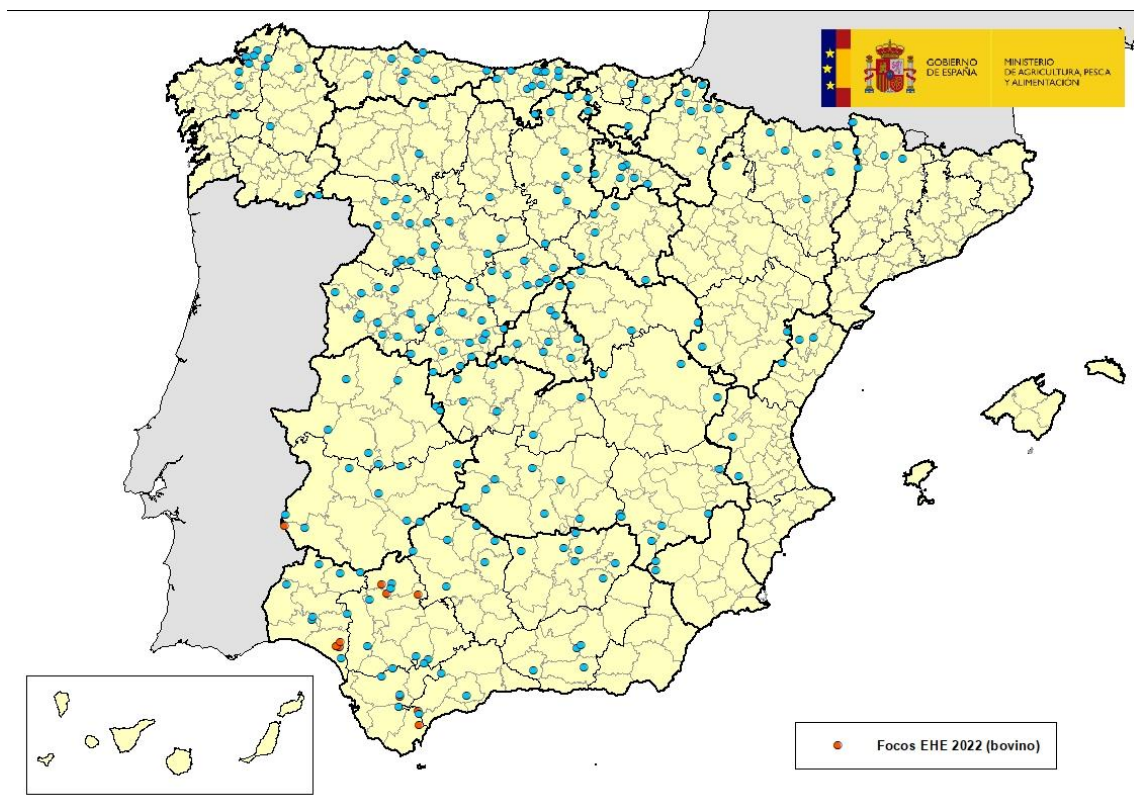 GOBIERNO
DE ESPAÑA
MINISTERIO
DE AGRICULTURA, PESCA
Y ALIMENTACIÓN
Focos EHE 2022 (bovino)